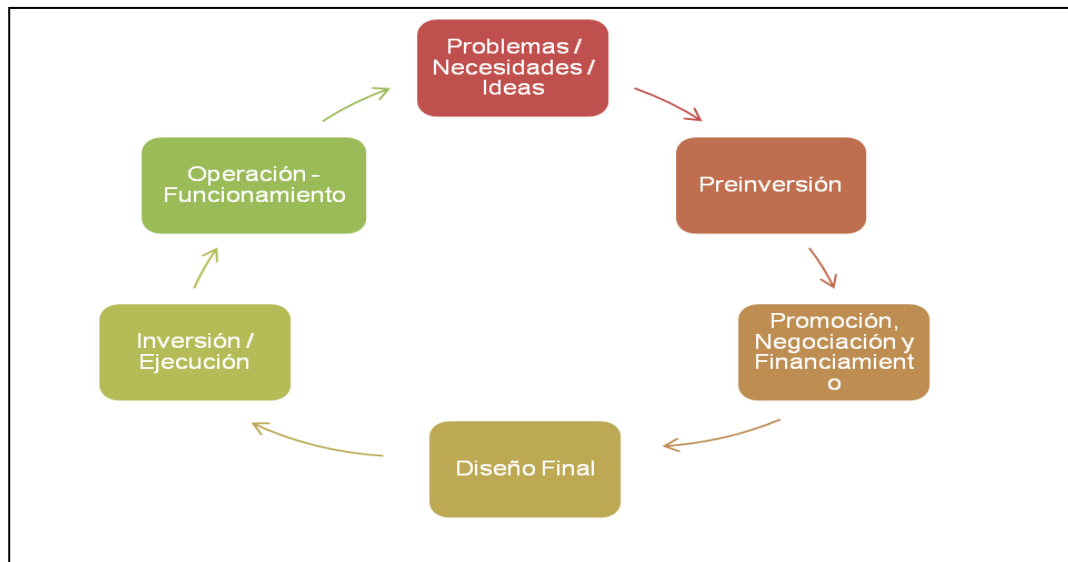 Problemas /
Necesidades /
Ideas
Preinversión
Promoción,
Negociación y
Financiamient
o
Diseño Final
Inversión /
Ejecución
Operación -
Funcionamiento